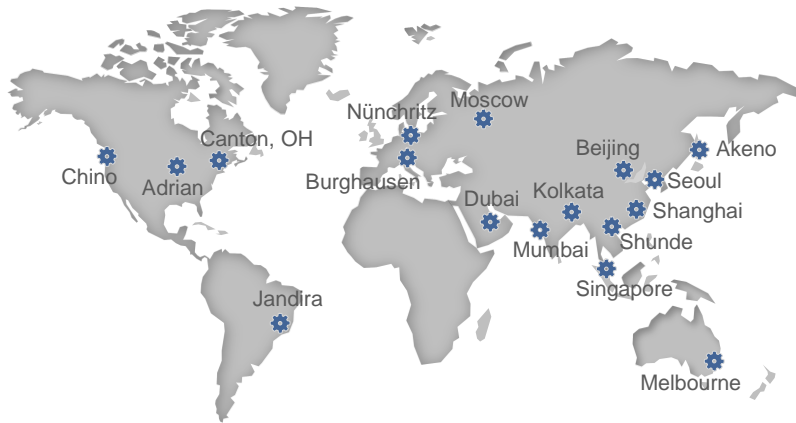 Nünchritz
Moscow
Canton, OH
Chino
Adrian
Burghausen
Beijing
Akeno
Dubai
Kolkata
Seoul
Shanghai
Mumbai
Shunde
Singapore
Jandira
Melbourne